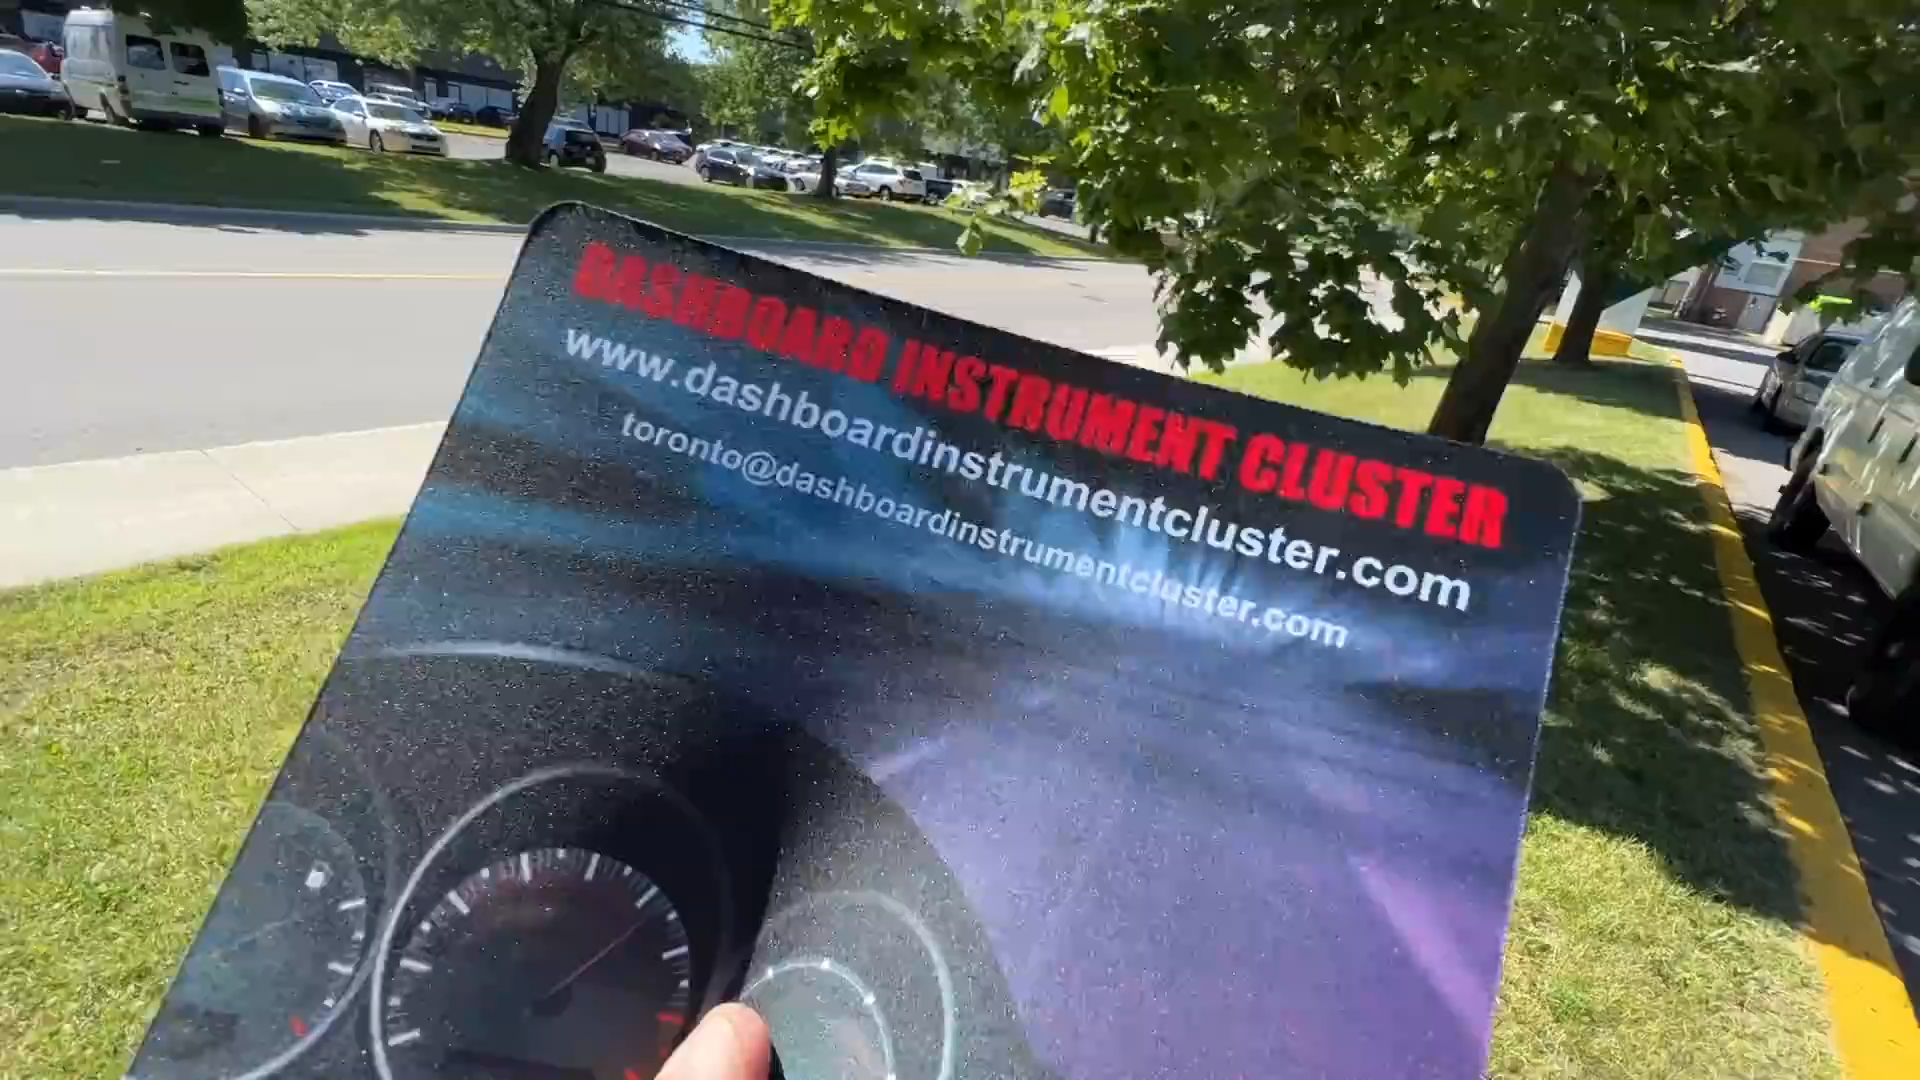 DASHBOARD INSTRUMENT CLUSTER
www.dashboardinstrumentcluster.com
toronto@dashboardinstrumentcluster.com